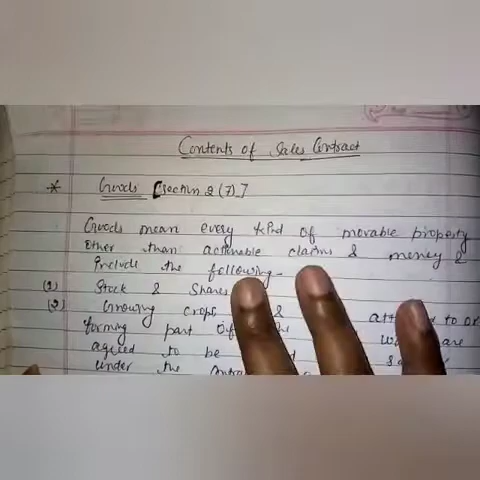 Contents of Sales Contract
* Goods [Section 2 (7)]
Goods mean every kind of movable property
other than actionable claims & money &
include the following-
(1) Stock & Shares
(2) Growing crops &
forming part of are
agreed to be
under the